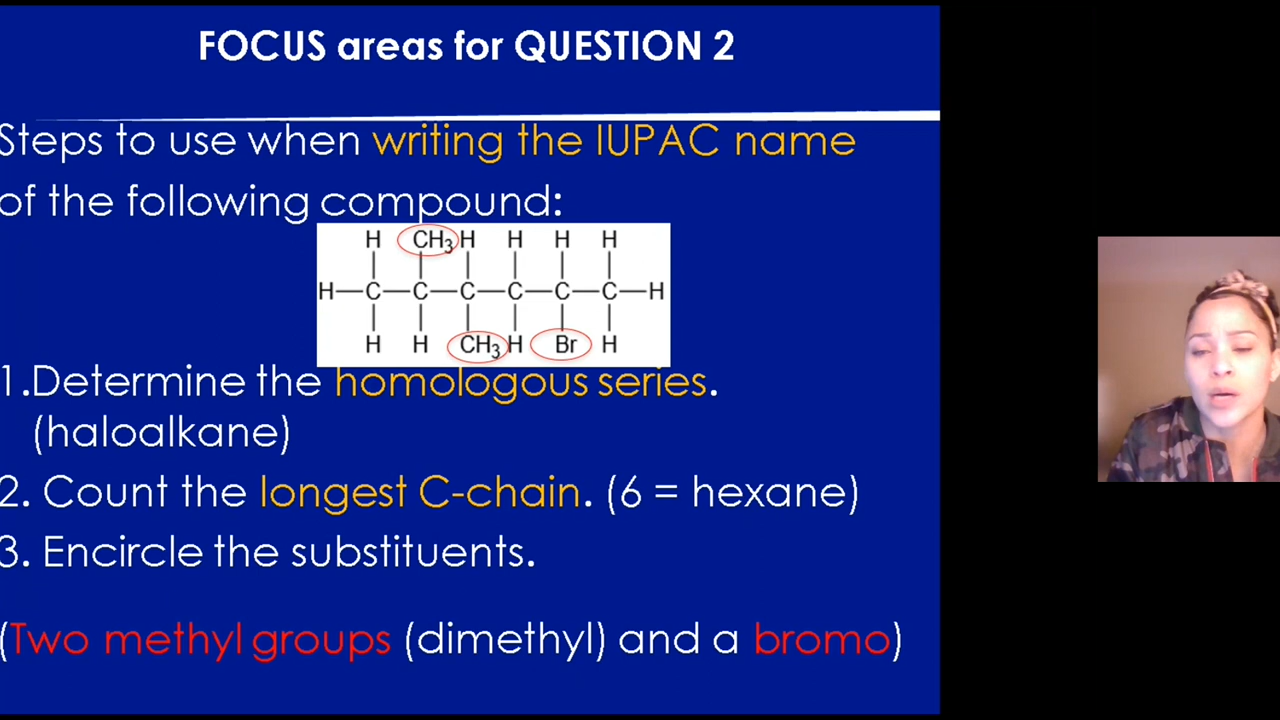 FOCUS areas for QUESTION 2
Steps to use when writing the IUPAC name
of the following compound:
H CH3 H H H H
H—C—C—C—C—C—C—H
H H CH3 H Br H
1.Determine the homologous series.
(haloalkane)
2. Count the longest C-chain. (6 = hexane)
3. Encircle the substituents.
(Two methyl groups (dimethyl) and a bromo)